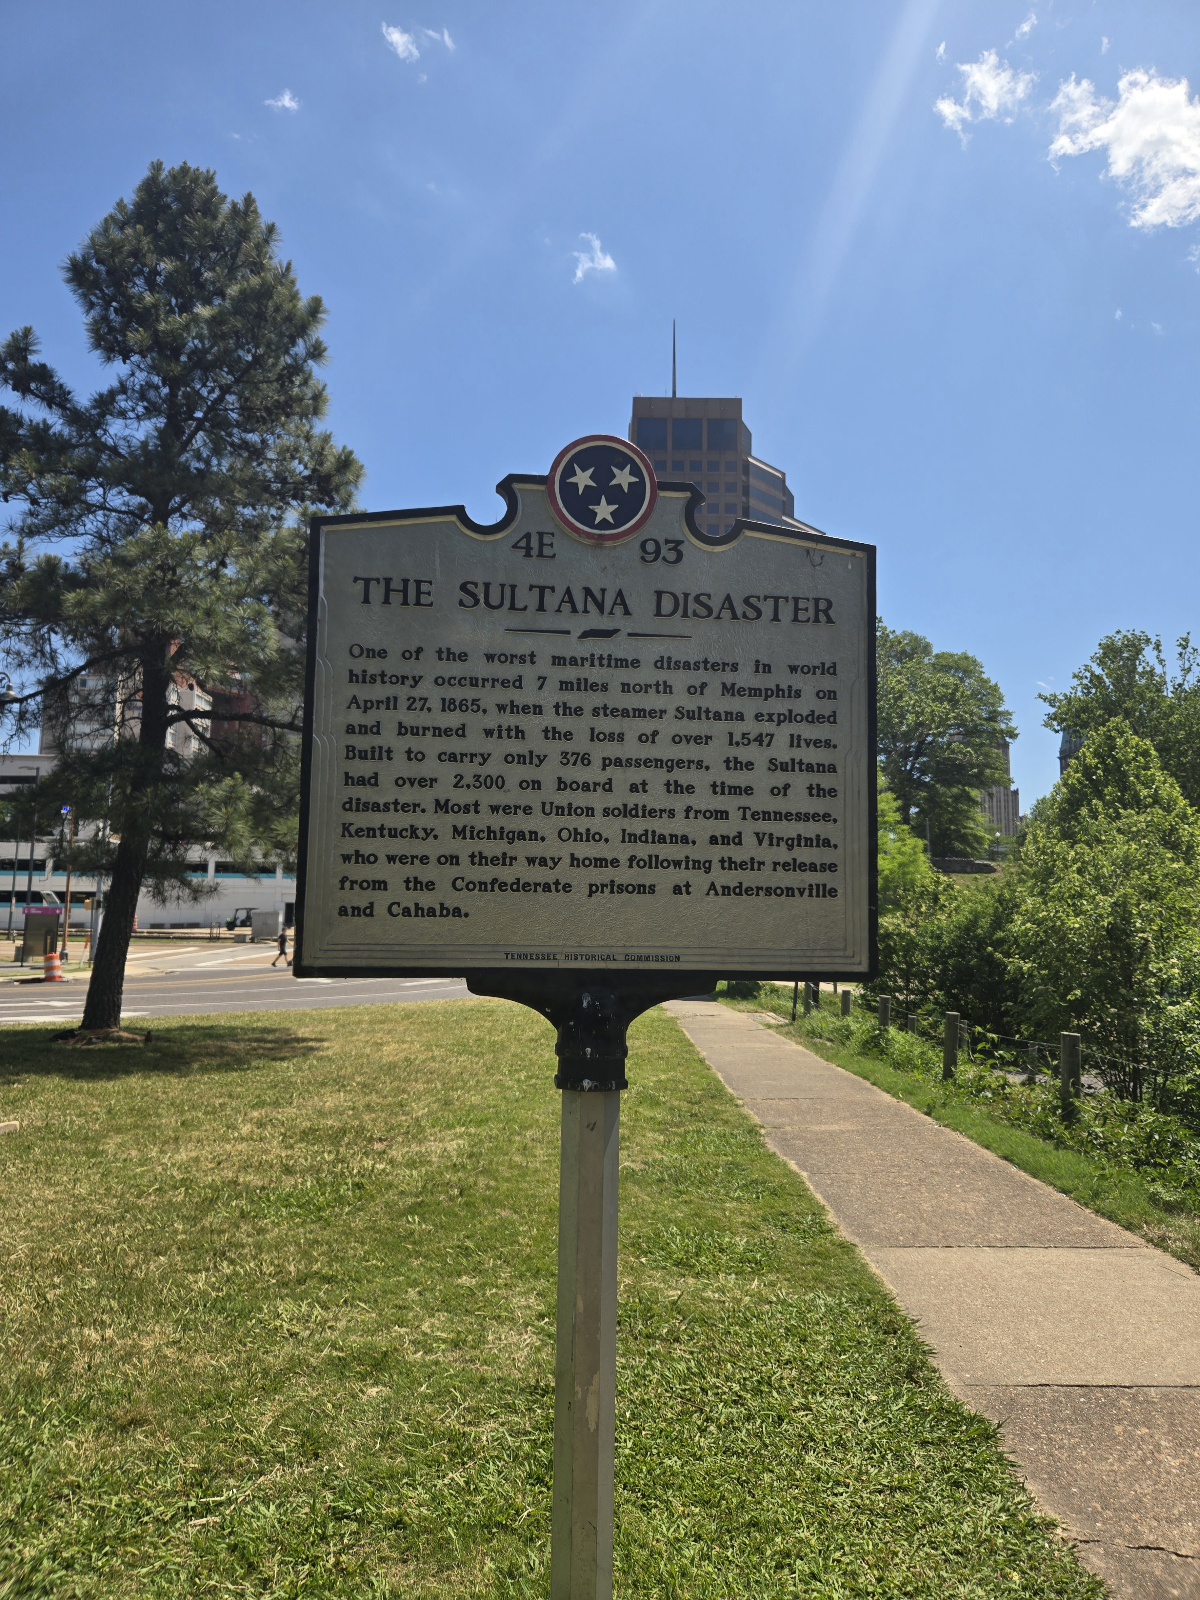 4E 93
THE SULTANA DISASTER
One of the worst maritime disasters in world
history occurred 7 miles north of Memphis on
April 27, 1865, when the steamer Sultana exploded
and burned with the loss of over 1,547 lives.
Built to carry only 376 passengers, the Sultana
had over 2,300 on board at the time of the
disaster. Most were Union soldiers from Tennessee,
Kentucky, Michigan, Ohio, Indiana, and Virginia,
who were on their way home following their release
from the Confederate prisons at Andersonville
and Cahaba.
TENNESSEE HISTORICAL COMMISSION